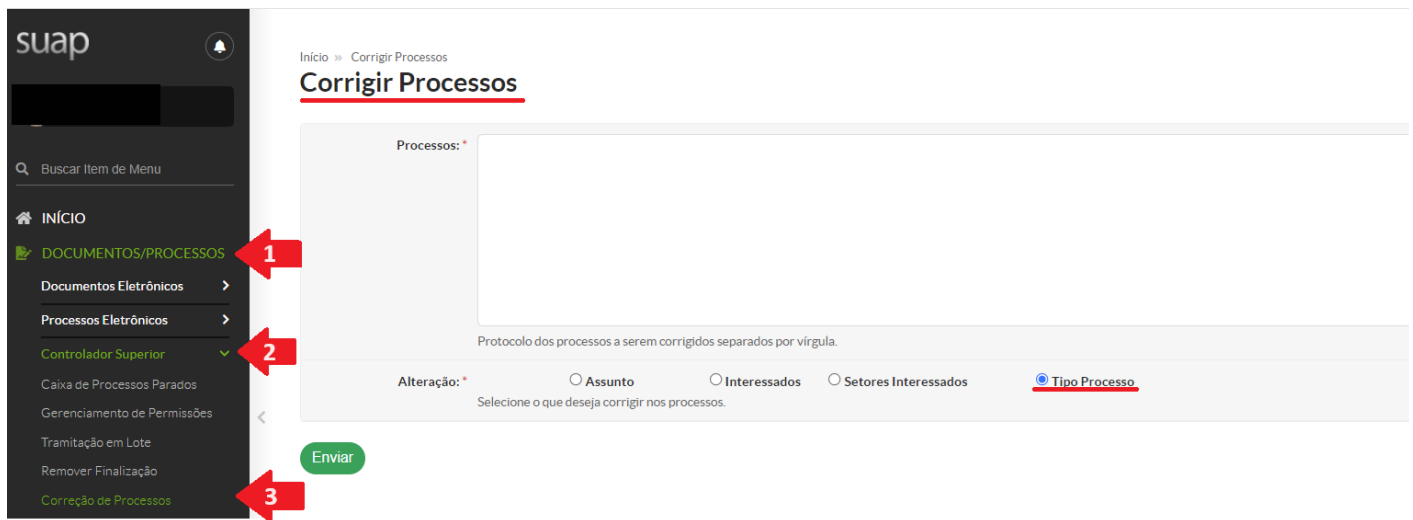 suap
Buscar Item de Menu
INÍCIO
DOCUMENTOS/PROCESSOS
1
Documentos Eletrônicos
Processos Eletrônicos
Controlador Superior
2
Caixa de Processos Parados
Gerenciamento de Permissões
Tramitação em Lote
Remover Finalização
Correção de Processos
3
Início » Corrigir Processos
Corrigir Processos
Processos: *
Protocolo dos processos a serem corrigidos separados por vírgula.
Alteração: * Assunto Interessados Setores Interessados Tipo Processo
Selecione o que deseja corrigir nos processos.
Enviar